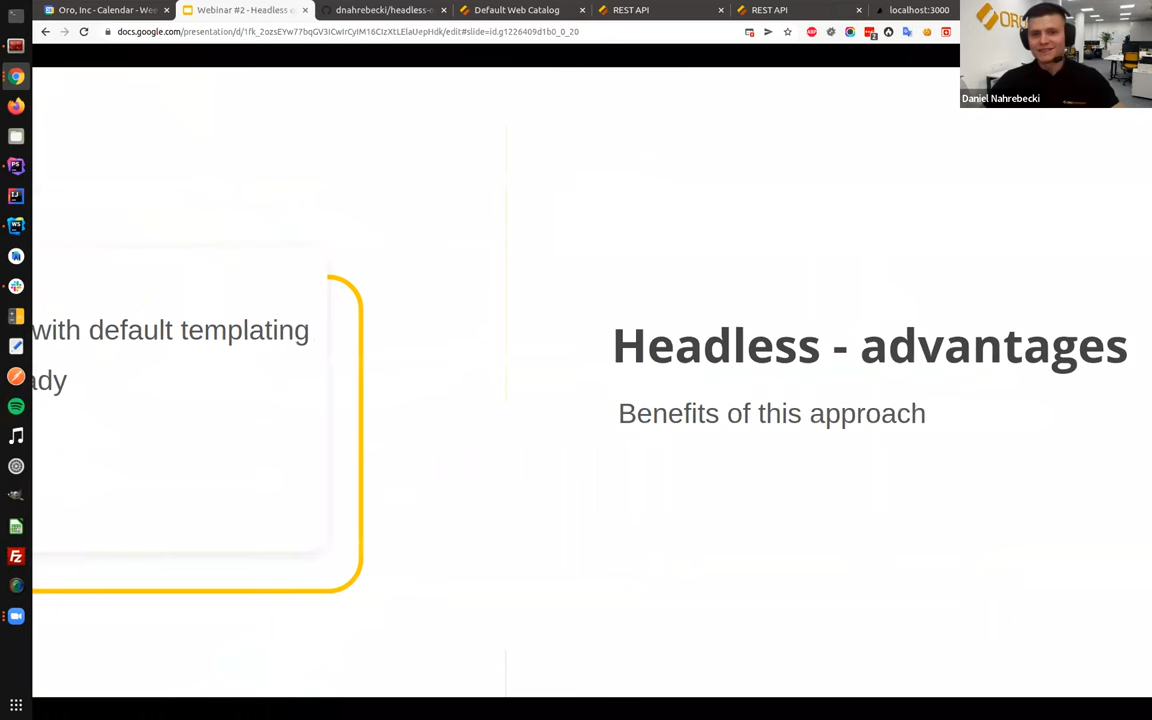 Oro, Inc - Calendar - We
Webinar #2 - Headless
dnahrebecki/headless-
Default Web Catalog
REST API
REST API
localhost:3000
docs.google.com/presentation/d/1fk_2ozsEYw77bqGV3ICwIrCyIM16CIzXtLElaUepHdk/edit#slide=id.g1226409d1b0_0_20
ORO
Daniel Nahrebecki
with default templating
ady
Headless - advantages
Benefits of this approach